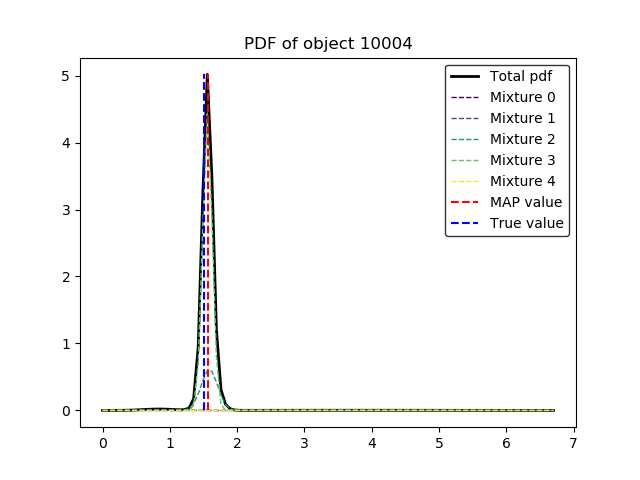 PDF of object 10004
5
4
3
2
1
0
0 1 2 3 4 5 6 7
Total pdf
Mixture 0
Mixture 1
Mixture 2
Mixture 3
Mixture 4
MAP value
True value